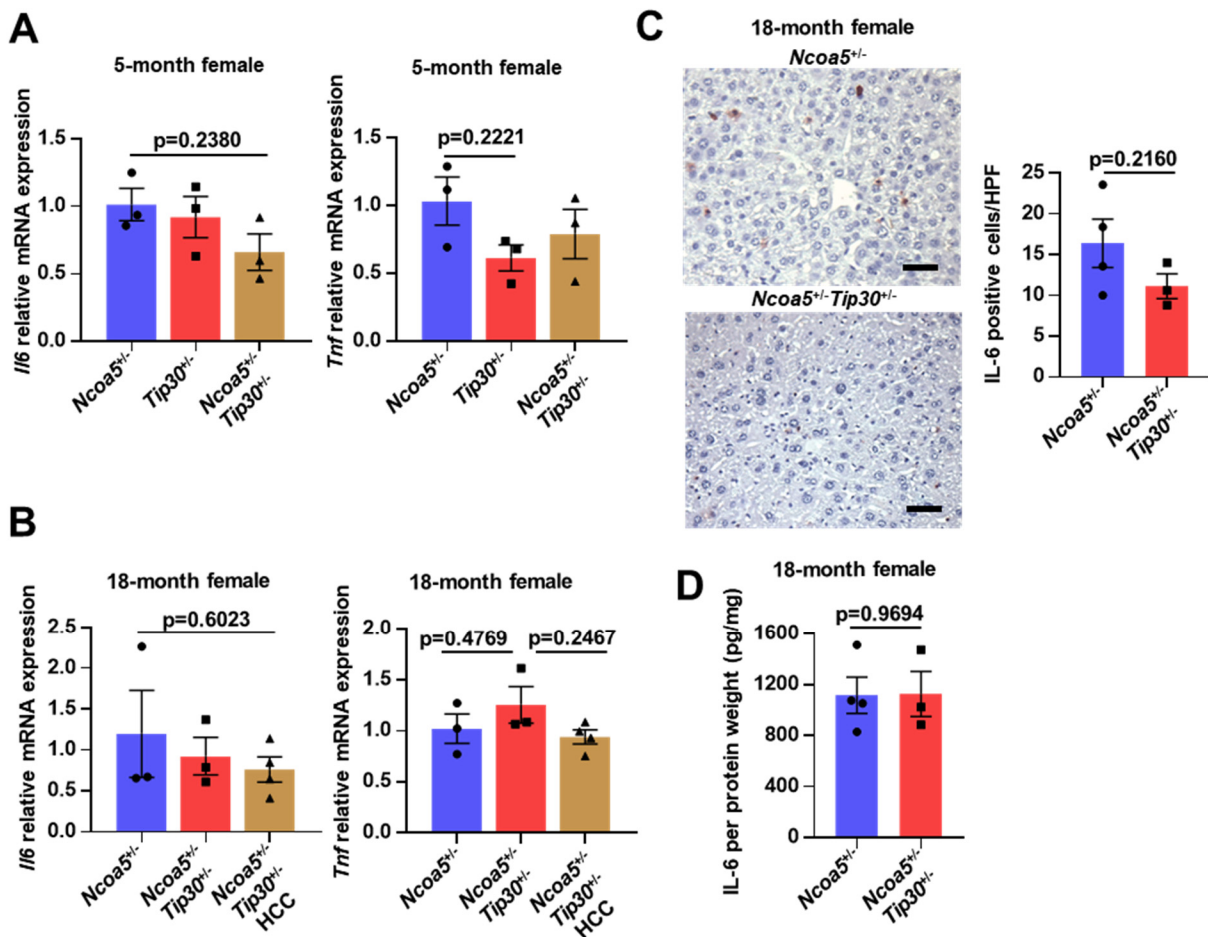 A
5-month female
Il6 relative mRNA expression
1.5
1.0
0.5
0.0
p=0.2380
Ncoa5+/-
Tip30+/-
Ncoa5+/-
Tip30+/-
5-month female
Tnf relative mRNA expression
1.5
1.0
0.5
0.0
p=0.2221
Ncoa5+/-
Tip30+/-
Ncoa5+/-
Tip30+/-
C
18-month female
Ncoa5+/-
Ncoa5+/-Tip30+/-
IL-6 positive cells/HPF
25
20
15
10
5
0
p=0.2160
Ncoa5+/-
Ncoa5+/-
Tip30+/-
B
18-month female
Il6 relative mRNA expression
2.5
2.0
1.5
1.0
0.5
0.0
p=0.6023
Ncoa5+/-
Ncoa5+/-
Tip30+/-
Ncoa5+/-
Tip30+/-
HCC
18-month female
Tnf relative mRNA expression
2.0
1.5
1.0
0.5
0.0
p=0.4769
p=0.2467
Ncoa5+/-
Ncoa5+/-
Tip30+/-
Ncoa5+/-
Tip30+/-
HCC
D
18-month female
IL-6 per protein weight (pg/mg)
1600
1200
800
400
0
p=0.9694
Ncoa5+/-
Ncoa5+/-
Tip30+/-